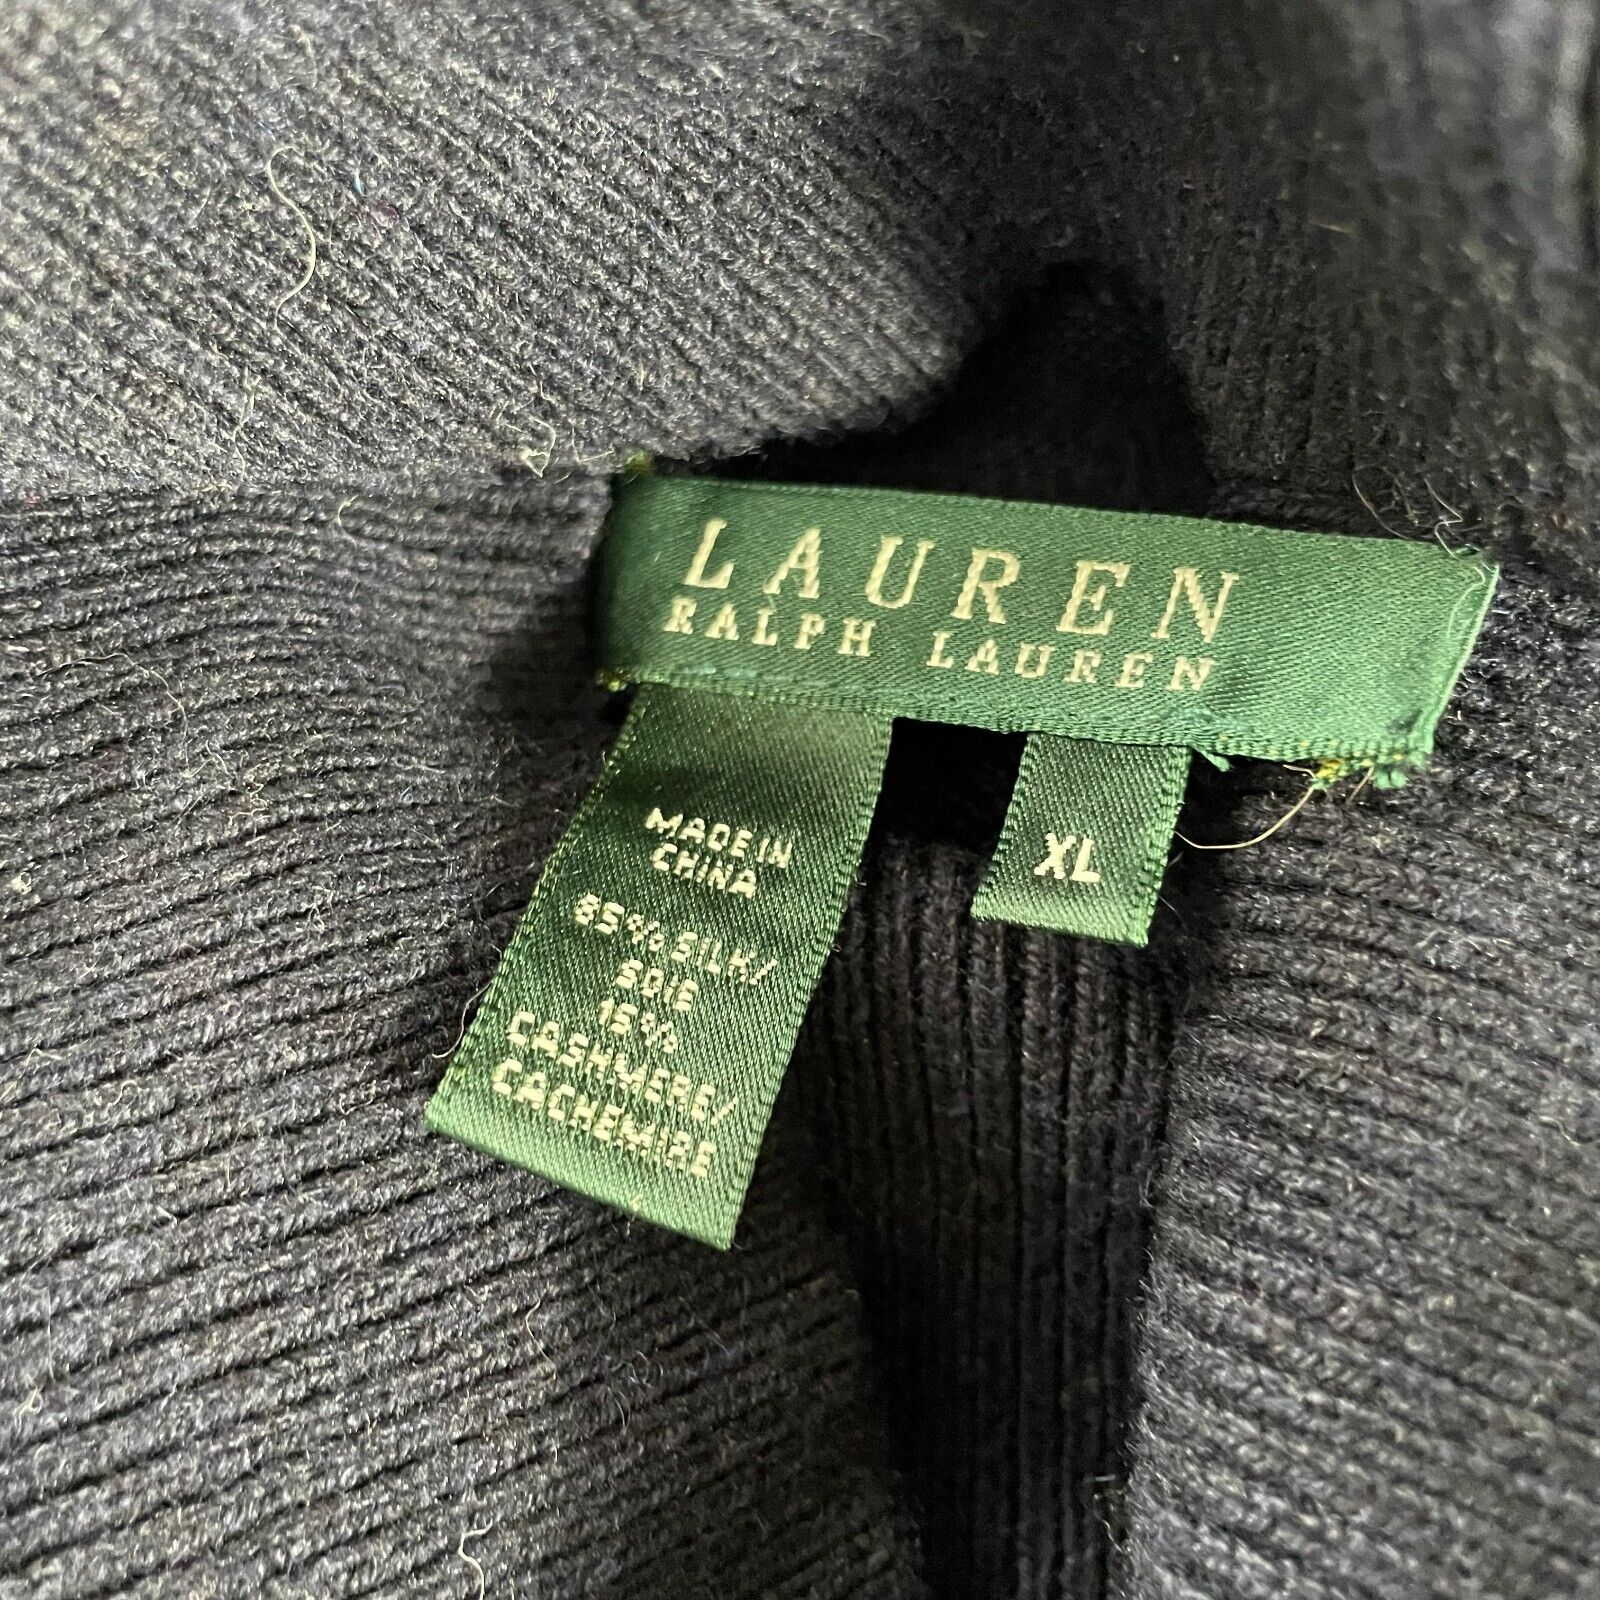 LAUREN
RALPH LAUREN
MADE IN
CHINA
85% SILK/
SOIE
15%
CASHMERE/
CACHEMIRE
XL